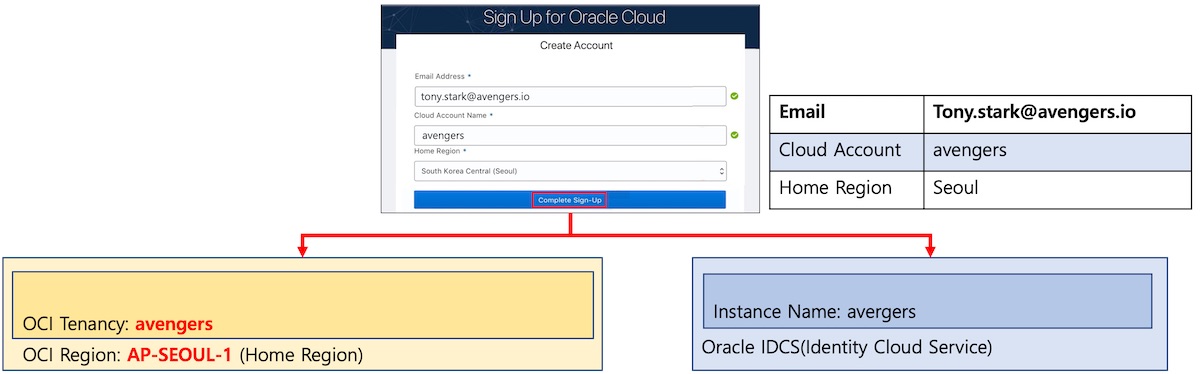 Sign Up for Oracle Cloud
Create Account
Email Address *
tony.stark@avengers.io
Cloud Account Name *
avengers
Home Region *
South Korea Central (Seoul)
Complete Sign-Up
Email Tony.stark@avengers.io
Cloud Account avengers
Home Region Seoul
OCI Tenancy: avengers
OCI Region: AP-SEOUL-1 (Home Region)
Instance Name: avergers
Oracle IDCS(Identity Cloud Service)